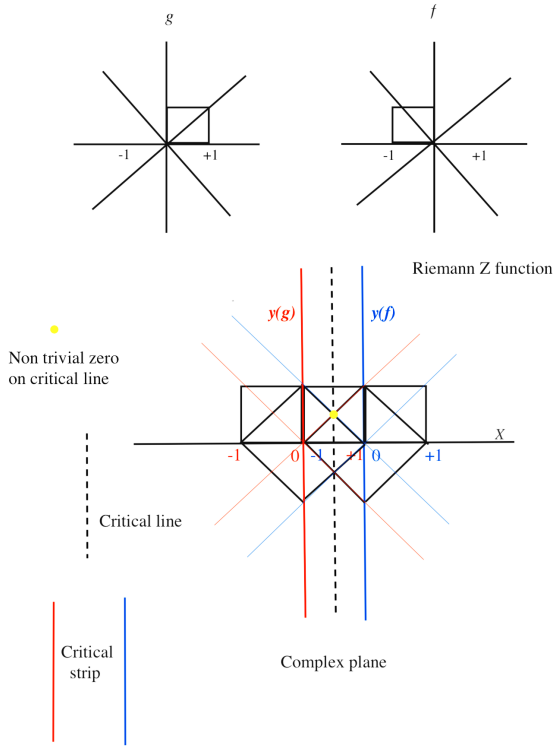 g
f
-1
+1
-1
+1
Riemann Z function
y(g)
y(f)
Non trivial zero
on critical line
X
-1
0
-1
+1
0
+1
Critical line
Critical
strip
Complex plane